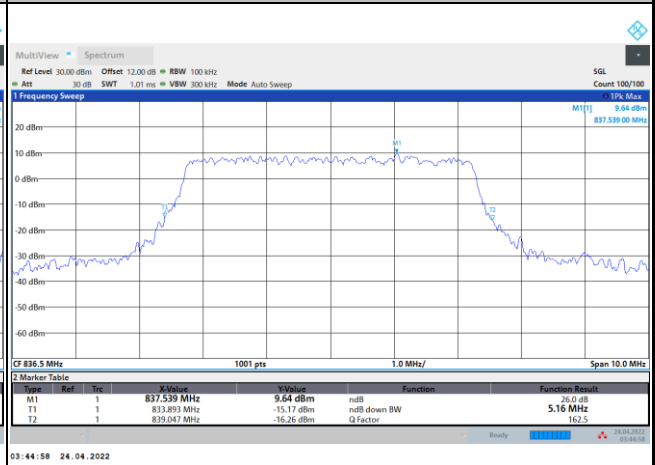 MultiView Spectrum
Ref Level 30.00 dBm Offset 12.00 dB RBW 100 kHz SGL
Att 30 dB SWT 1.01 ms VBW 300 kHz Mode Auto Sweep Count 100/100
1 Frequency Sweep 1Pk Max
M1[1] 9.64 dBm
837.539 00 MHz
M1
20 dBm
10 dBm
0 dBm
-10 dBm
T1
T2
-20 dBm
-30 dBm
-40 dBm
-50 dBm
-60 dBm
CF 836.5 MHz 1001 pts 1.0 MHz/ Span 10.0 MHz
2 Marker Table
Type Ref Trc X-Value Y-Value Function Function Result
M1 1 837.539 MHz 9.64 dBm ndB 26.0 dB
T1 1 833.893 MHz -15.17 dBm ndB down BW 5.16 MHz
T2 1 839.047 MHz -16.26 dBm Q Factor 162.5
Ready 24.04.2022
03:44:58
03:44:58 24.04.2022